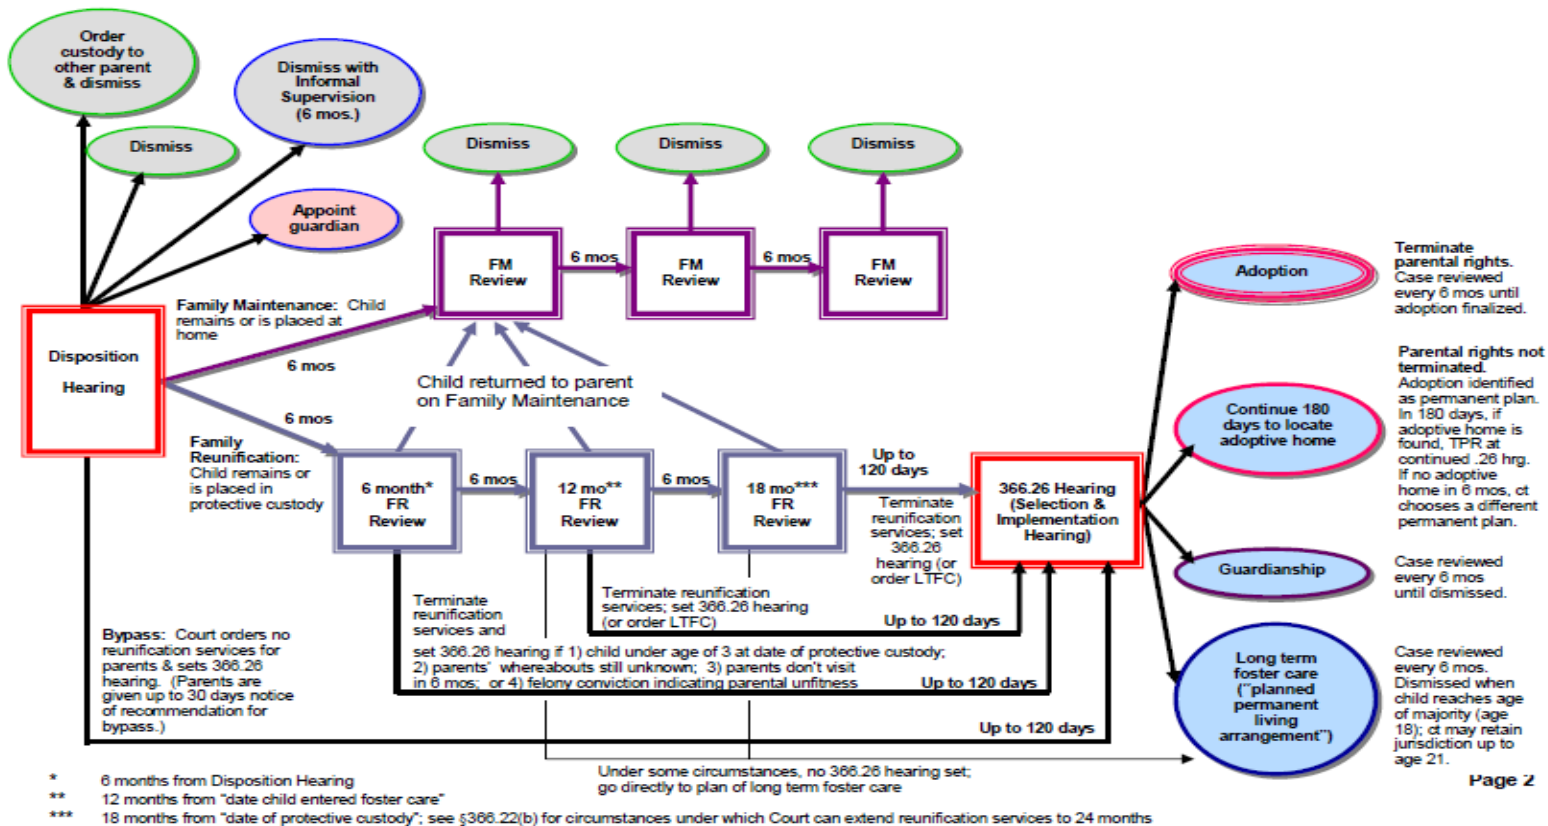 Order
custody to
other parent
& dismiss
Dismiss with
Informal
Supervision
(6 mos.)
Dismiss
Dismiss
Dismiss
Dismiss
Appoint
guardian
FM
Review
6 mos
FM
Review
6 mos
FM
Review
Family Maintenance: Child
remains or is placed at
home
6 mos
Disposition
Hearing
Child returned to parent
on Family Maintenance
6 mos
Family
Reunification:
Child remains or
is placed in
protective custody
6 month*
FR
Review
6 mos
12 mo**
FR
Review
6 mos
18 mo***
FR
Review
Up to
120 days
Terminate
reunification
services; set
366.26
hearing (or
order LTFC)
366.26 Hearing
(Selection &
Implementation
Hearing)
Adoption
Terminate
parental rights.
Case reviewed
every 6 mos until
adoption finalized.
Continue 180
days to locate
adoptive home
Parental rights not
terminated.
Adoption identified
as permanent plan.
In 180 days, if
adoptive home is
found, TPR at
continued .26 hrg.
If no adoptive
home in 6 mos, ct
chooses a different
permanent plan.
Guardianship
Case reviewed
every 6 mos
until dismissed.
Long term
foster care
("planned
permanent
living
arrangement")
Case reviewed
every 6 mos.
Dismissed when
child reaches age
of majority (age
18); ct may retain
jurisdiction up to
age 21.
Terminate reunification
services; set 366.26 hearing
(or order LTFC)
Up to 120 days
Terminate
reunification
services and
set 366.26 hearing if 1) child under age of 3 at date of protective custody;
2) parents' whereabouts still unknown; 3) parents don't visit
in 6 mos; or 4) felony conviction indicating parental unfitness
Up to 120 days
Bypass: Court orders no
reunification services for
parents & sets 366.26
hearing. (Parents are
given up to 30 days notice
of recommendation for
bypass.)
Up to 120 days
Under some circumstances, no 366.26 hearing set;
go directly to plan of long term foster care
Page 2
* 6 months from Disposition Hearing
** 12 months from "date child entered foster care"
*** 18 months from "date of protective custody"; see §366.22(b) for circumstances under which Court can extend reunification services to 24 months